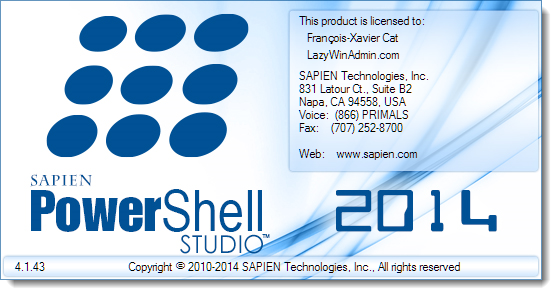 This product is licensed to:
François-Xavier Cat
LazyWinAdmin.com
SAPIEN Technologies, Inc.
831 Latour Ct., Suite B2
Napa, CA 94558, USA
Voice: (866) PRIMALS
Fax: (707) 252-8700
Web: www.sapien.com
SAPIEN
PowerShell
STUDIO™
2014
4.1.43
Copyright © 2010-2014 SAPIEN Technologies, Inc., All rights reserved